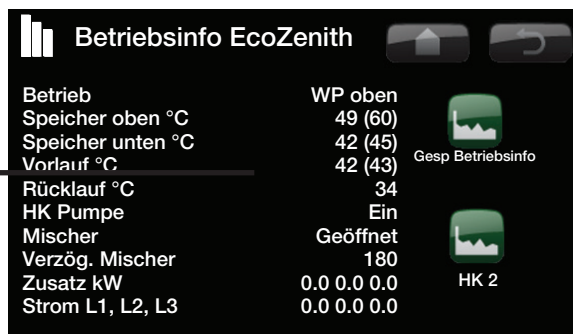 Betriebsinfo EcoZenith
Betrieb WP oben
Speicher oben °C 49 (60)
Speicher unten °C 42 (45)
Vorlauf °C 42 (43)
Rücklauf °C 34
HK Pumpe Ein
Mischer Geöffnet
Verzög. Mischer 180
Zusatz kW 0.0 0.0 0.0
Strom L1, L2, L3 0.0 0.0 0.0
Gesp Betriebsinfo
HK 2